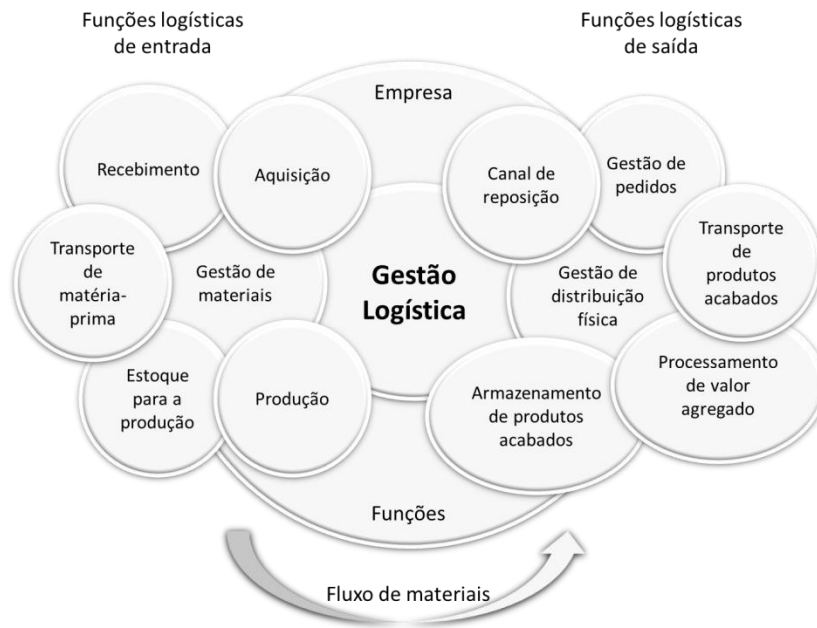 Funções logísticas
de entrada
Funções logísticas
de saída
Empresa
Recebimento
Aquisição
Canal de
reposição
Gestão de
pedidos
Transporte
de
matéria-
prima
Gestão de
materiais
Gestão
Logística
Gestão de
distribuição
física
Transporte
de
produtos
acabados
Estoque
para a
produção
Produção
Armazenamento
de produtos
acabados
Processamento
de valor
agregado
Funções
Fluxo de materiais